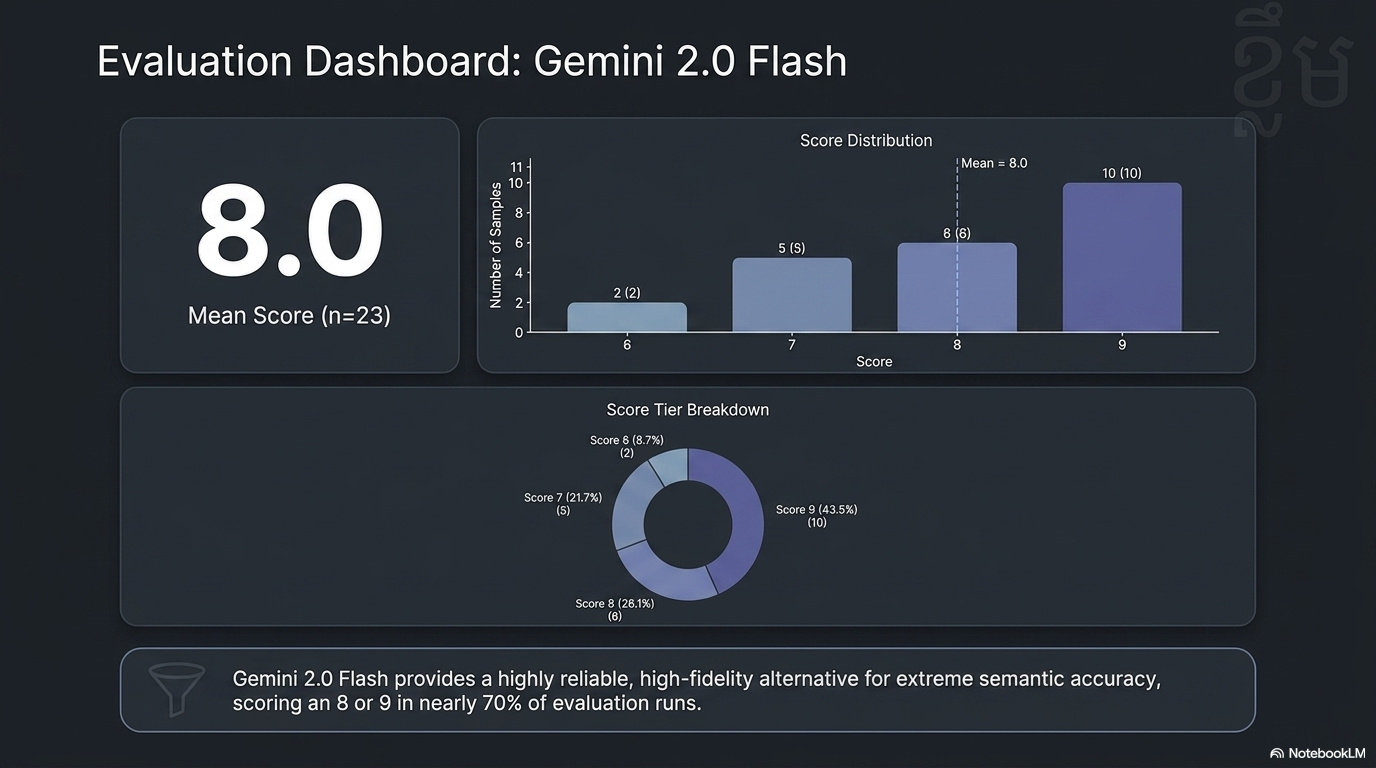 Evaluation Dashboard: Gemini 2.0 Flash
8.0
Mean Score (n=23)
Score Distribution
Number of Samples
11
10
8
6
4
2
0
Mean = 8.0
2 (2)
5 (S)
8 (8)
10 (10)
6
7
8
9
Score
Score Tier Breakdown
Score 6 (8.7%)
(2)
Score 7 (21.7%)
(S)
Score 9 (43.5%)
(10)
Score 8 (26.1%)
(6)
Gemini 2.0 Flash provides a highly reliable, high-fidelity alternative for extreme semantic accuracy,
scoring an 8 or 9 in nearly 70% of evaluation runs.
NotebookLM